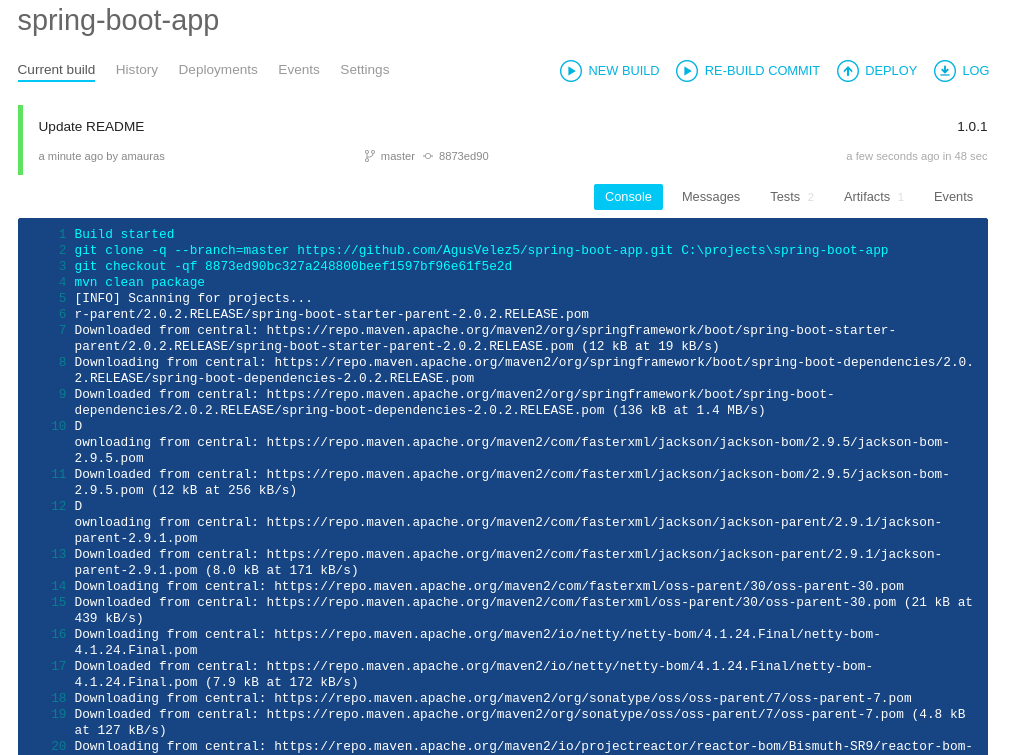 spring-boot-app
Current build History Deployments Events Settings NEW BUILD RE-BUILD COMMIT DEPLOY LOG
Update README 1.0.1
a minute ago by amauras master 8873ed90 a few seconds ago in 48 sec
Console Messages Tests 2 Artifacts 1 Events
1 Build started
2 git clone -q --branch=master https://github.com/AgusVelez5/spring-boot-app.git C:\projects\spring-boot-app
3 git checkout -qf 8873ed90bc327a248800beef1597bf96e61f5e2d
4 mvn clean package
5 [INFO] Scanning for projects...
6 r-parent/2.0.2.RELEASE/spring-boot-starter-parent-2.0.2.RELEASE.pom
7 Downloaded from central: https://repo.maven.apache.org/maven2/org/springframework/boot/spring-boot-starter-
parent/2.0.2.RELEASE/spring-boot-starter-parent-2.0.2.RELEASE.pom (12 kB at 19 kB/s)
8 Downloading from central: https://repo.maven.apache.org/maven2/org/springframework/boot/spring-boot-dependencies/2.0.
2.RELEASE/spring-boot-dependencies-2.0.2.RELEASE.pom
9 Downloaded from central: https://repo.maven.apache.org/maven2/org/springframework/boot/spring-boot-
dependencies/2.0.2.RELEASE/spring-boot-dependencies-2.0.2.RELEASE.pom (136 kB at 1.4 MB/s)
10 D
ownloading from central: https://repo.maven.apache.org/maven2/com/fasterxml/jackson/jackson-bom/2.9.5/jackson-bom-
2.9.5.pom
11 Downloaded from central: https://repo.maven.apache.org/maven2/com/fasterxml/jackson/jackson-bom/2.9.5/jackson-bom-
2.9.5.pom (12 kB at 256 kB/s)
12 D
ownloading from central: https://repo.maven.apache.org/maven2/com/fasterxml/jackson/jackson-parent/2.9.1/jackson-
parent-2.9.1.pom
13 Downloaded from central: https://repo.maven.apache.org/maven2/com/fasterxml/jackson/jackson-parent/2.9.1/jackson-
parent-2.9.1.pom (8.0 kB at 171 kB/s)
14 Downloading from central: https://repo.maven.apache.org/maven2/com/fasterxml/oss-parent/30/oss-parent-30.pom
15 Downloaded from central: https://repo.maven.apache.org/maven2/com/fasterxml/oss-parent/30/oss-parent-30.pom (21 kB at
439 kB/s)
16 Downloading from central: https://repo.maven.apache.org/maven2/io/netty/netty-bom/4.1.24.Final/netty-bom-
4.1.24.Final.pom
17 Downloaded from central: https://repo.maven.apache.org/maven2/io/netty/netty-bom/4.1.24.Final/netty-bom-
4.1.24.Final.pom (7.9 kB at 172 kB/s)
18 Downloading from central: https://repo.maven.apache.org/maven2/org/sonatype/oss/oss-parent/7/oss-parent-7.pom
19 Downloaded from central: https://repo.maven.apache.org/maven2/org/sonatype/oss/oss-parent/7/oss-parent-7.pom (4.8 kB
at 127 kB/s)
20 Downloading from central: https://repo.maven.apache.org/maven2/io/projectreactor/reactor-bom/Bismuth-SR9/reactor-bom-